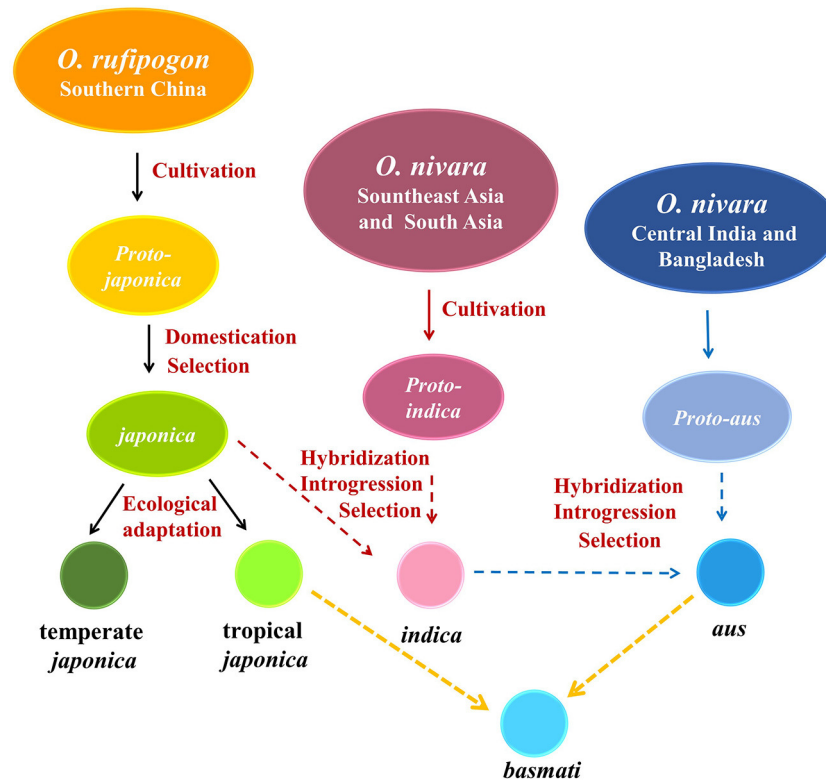 O. rufipogon
Southern China
Cultivation
O. nivara
Sountheast Asia
and South Asia
O. nivara
Central India and
Bangladesh
Proto-
japonica
Cultivation
Domestication
Selection
Proto-
indica
Proto-aus
japonica
Hybridization
Introgression
Selection
Hybridization
Introgression
Selection
Ecological
adaptation
temperate
japonica
tropical
japonica
indica
aus
basmati